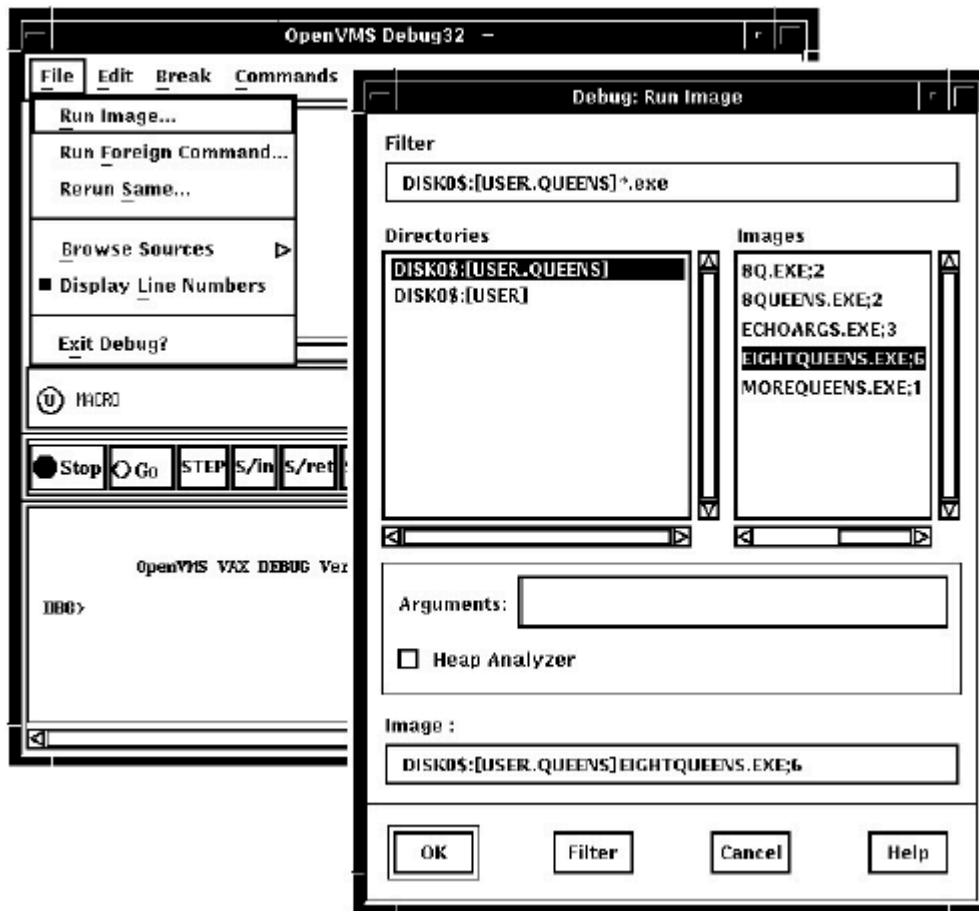 OpenVMS Debug32 –
File Edit Break Commands
Run Image...
Run Foreign Command...
Rerun Same...
Browse Sources
Display Line Numbers
Exit Debug?
U MACRO
Stop Go STEP S/in S/ret
OpenVMS VAX DEBUG Ver
DBG>
Debug: Run Image
Filter
DISK0$:[USER.QUEENS]*.exe
Directories
DISK0$:[USER.QUEENS]
DISK0$:[USER]
Images
8Q.EXE;2
8QUEENS.EXE;2
ECHOARGS.EXE;3
EIGHTQUEENS.EXE;6
MOREQUEENS.EXE;1
Arguments:
Heap Analyzer
Image :
DISK0$:[USER.QUEENS]EIGHTQUEENS.EXE;6
OK Filter Cancel Help